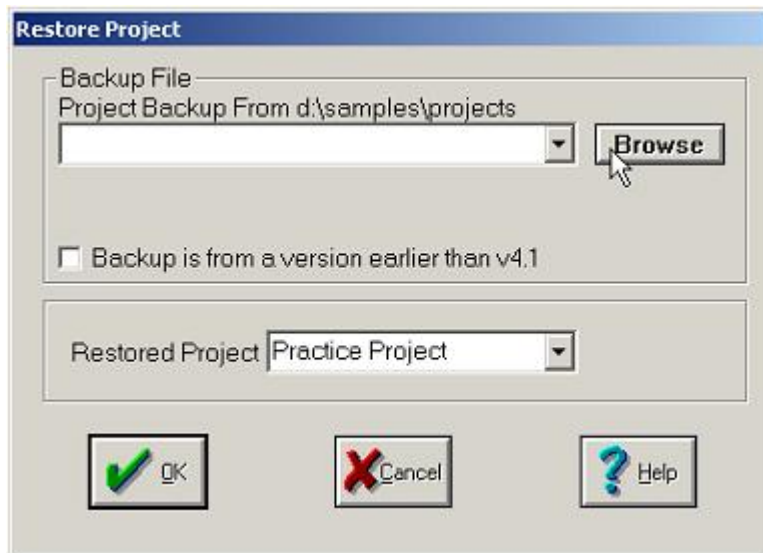 Restore Project
Backup File
Project Backup From d:\samples\projects
Browse
Backup is from a version earlier than v4.1
Restored Project Practice Project
OK Cancel Help